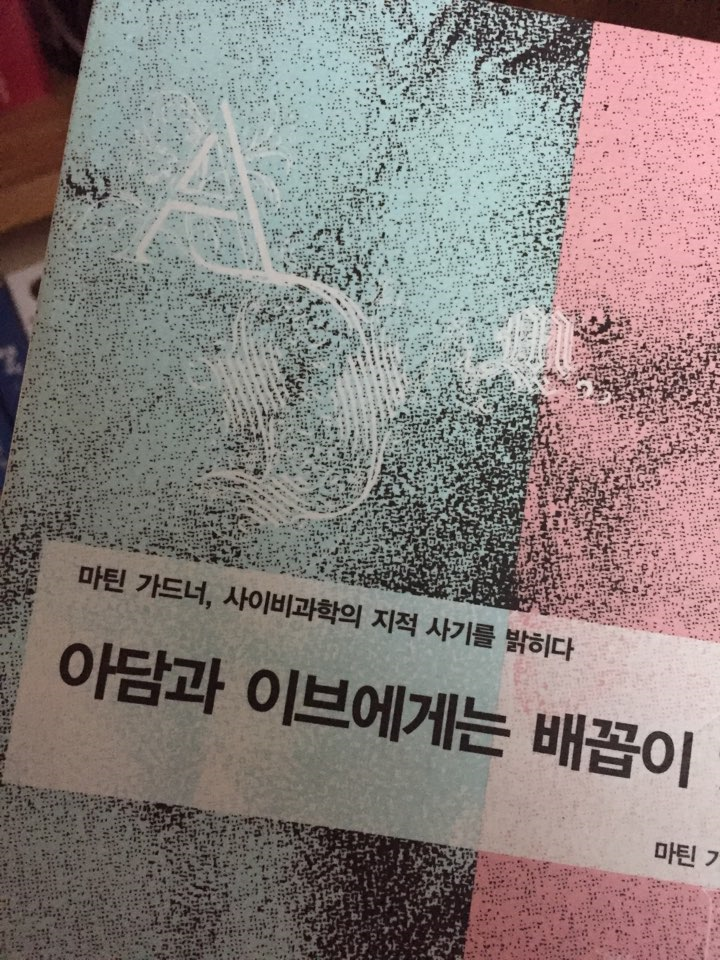 A
m
마틴 가드너, 사이비과학의 지적 사기를 밝히다
아담과 이브에게는 배꼽이
마틴